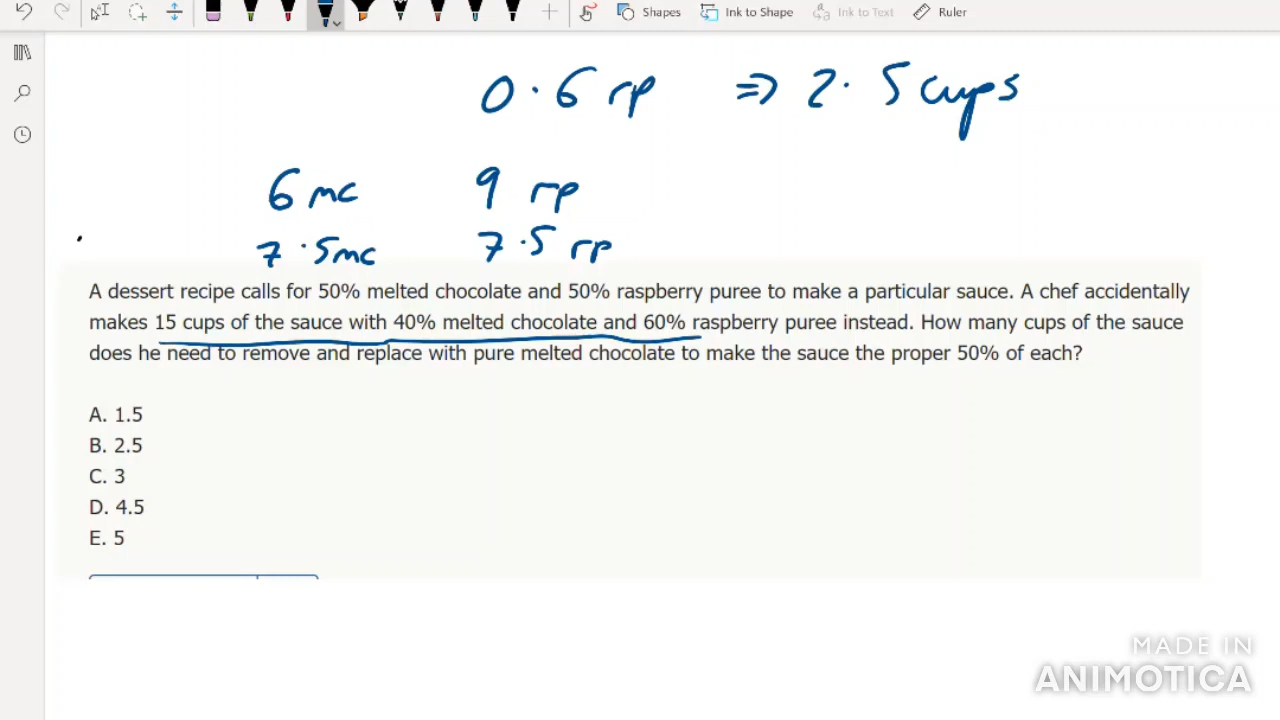 Shapes Ink to Shape Ink to Text Ruler
0.6 rp => 2.5 cups
6 mc 9 rp
7.5 mc 7.5 rp
A dessert recipe calls for 50% melted chocolate and 50% raspberry puree to make a particular sauce. A chef accidentally
makes 15 cups of the sauce with 40% melted chocolate and 60% raspberry puree instead. How many cups of the sauce
does he need to remove and replace with pure melted chocolate to make the sauce the proper 50% of each?
A. 1.5
B. 2.5
C. 3
D. 4.5
E. 5
MADE IN
ANIMOTICA